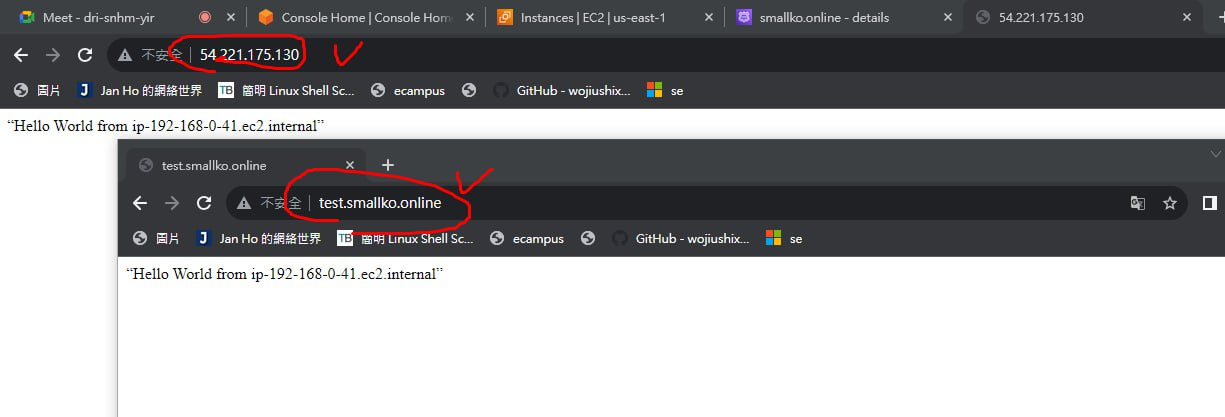 Meet - dri-snhm-yir Console Home | Console Hom Instances | EC2 | us-east-1 smallko.online - details 54.221.175.130
不安全 54.221.175.130
圖片 Jan Ho 的網絡世界 TB 簡明 Linux Shell Sc... ecampus GitHub - wojiushix... se
“Hello World from ip-192-168-0-41.ec2.internal”
test.smallko.online
不安全 test.smallko.online
圖片 Jan Ho 的網絡世界 TB 簡明 Linux Shell Sc... ecampus GitHub - wojiushix... se
“Hello World from ip-192-168-0-41.ec2.internal”